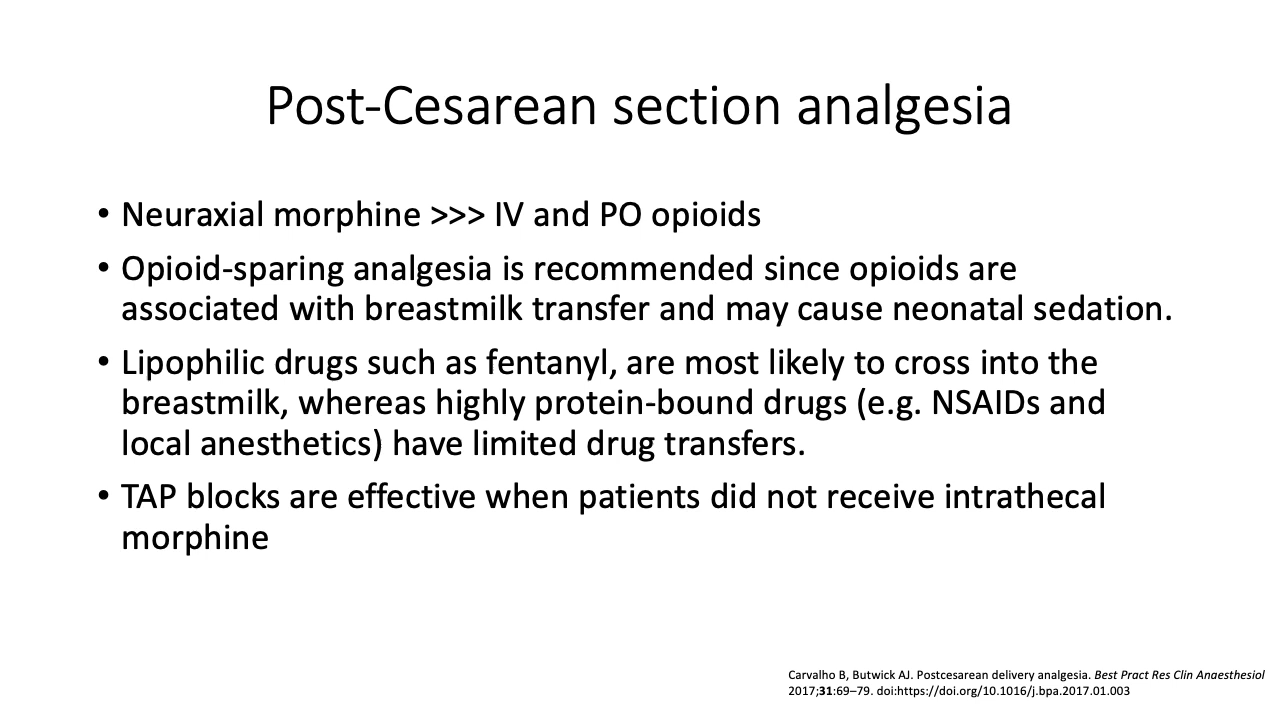 Post-Cesarean section analgesia
• Neuraxial morphine >>> IV and PO opioids
• Opioid-sparing analgesia is recommended since opioids are
associated with breastmilk transfer and may cause neonatal sedation.
• Lipophilic drugs such as fentanyl, are most likely to cross into the
breastmilk, whereas highly protein-bound drugs (e.g. NSAIDs and
local anesthetics) have limited drug transfers.
• TAP blocks are effective when patients did not receive intrathecal
morphine
Carvalho B, Butwick AJ. Postcesarean delivery analgesia. Best Pract Res Clin Anaesthesiol
2017;31:69–79. doi:https://doi.org/10.1016/j.bpa.2017.01.003